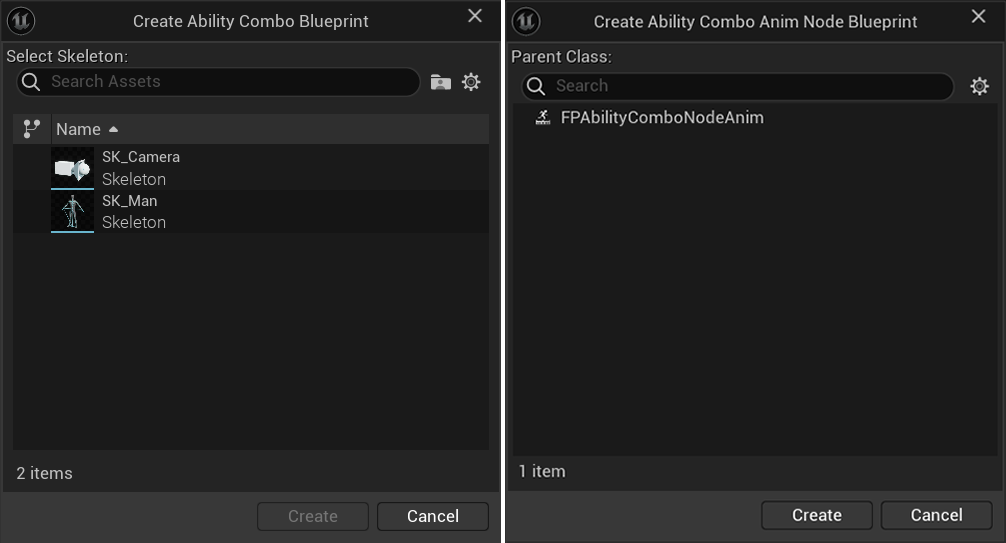 Create Ability Combo Blueprint
Select Skeleton:
Search Assets
Name
SK_Camera
Skeleton
SK_Man
Skeleton
2 items
Create
Cancel
Create Ability Combo Anim Node Blueprint
Parent Class:
Search
FPAbilityComboNodeAnim
1 item
Create
Cancel